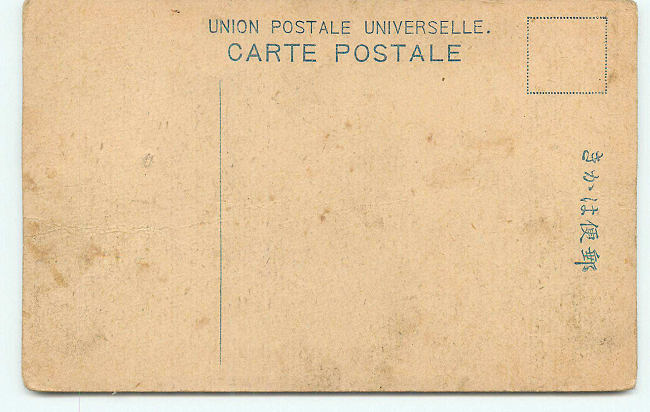 UNION POSTALE UNIVERSELLE.
CARTE POSTALE
郵便はかき